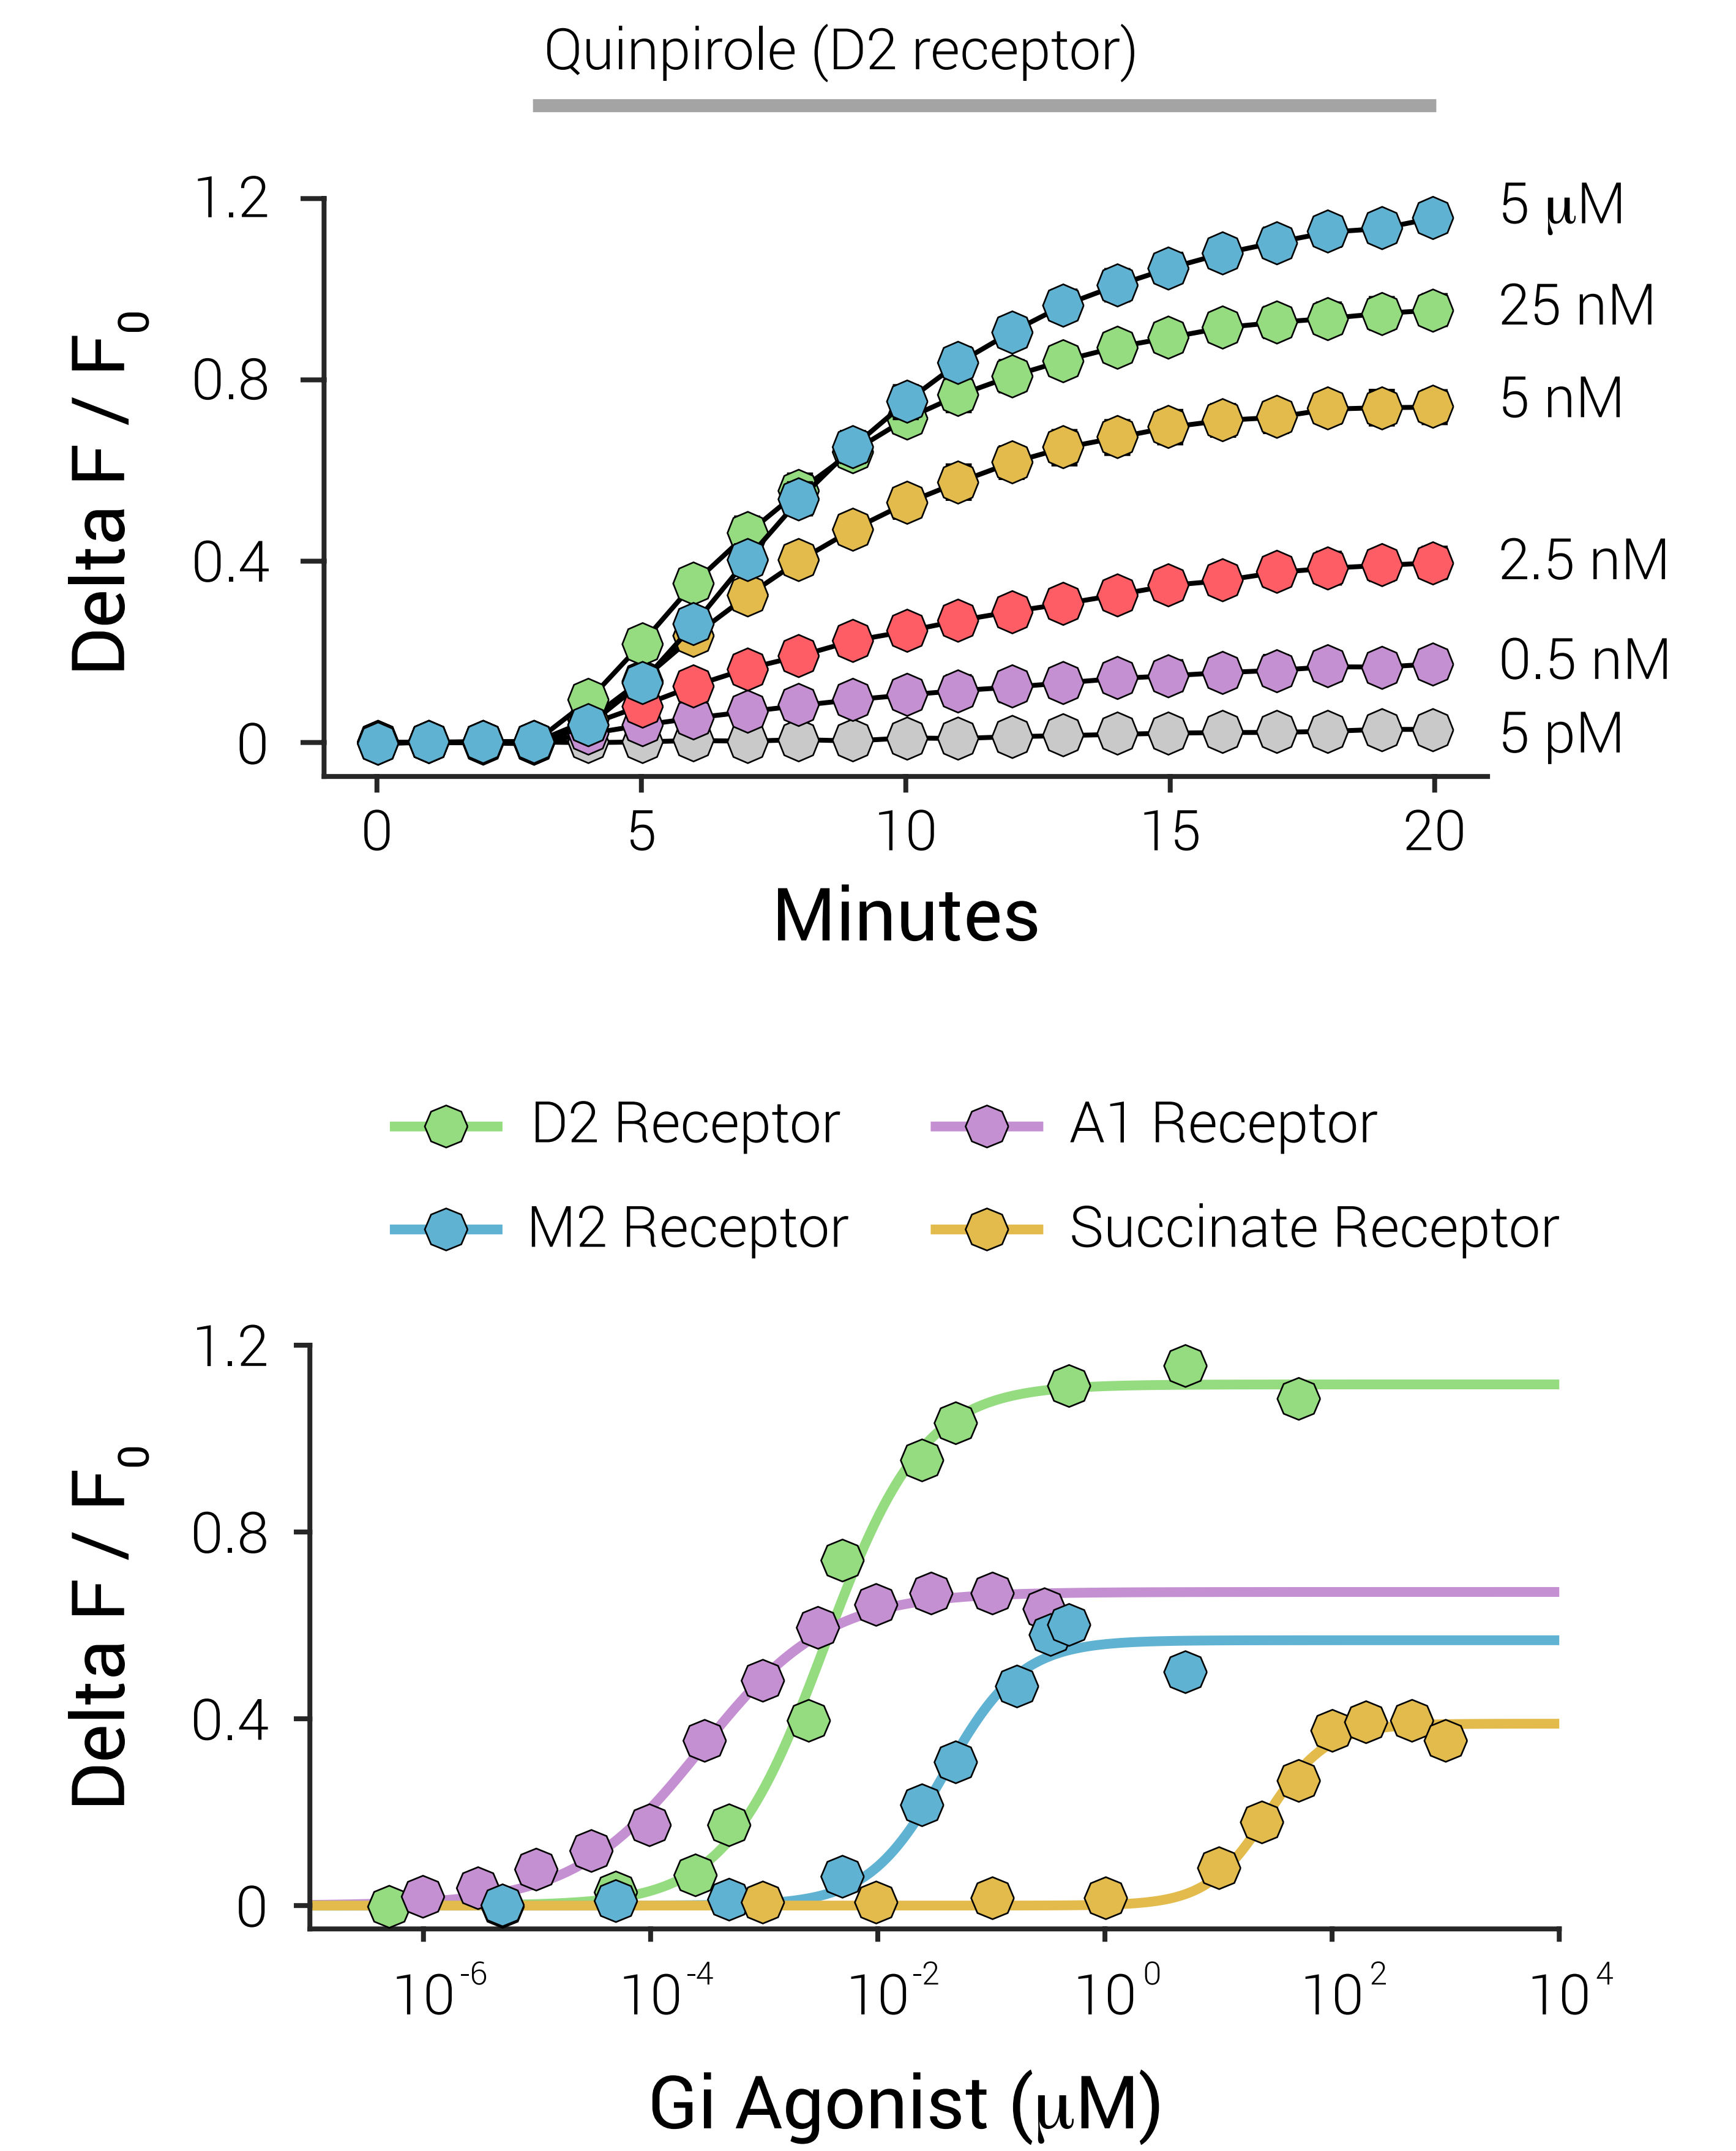 Quinpirole (D2 receptor)
1.2
0.8
0.4
0
Delta F / F0
5 μM
25 nM
5 nM
2.5 nM
0.5 nM
5 pM
0 5 10 15 20
Minutes
D2 Receptor A1 Receptor
M2 Receptor Succinate Receptor
1.2
0.8
0.4
0
Delta F / F0
10-6 10-4 10-2 100 102 104
Gi Agonist (μM)